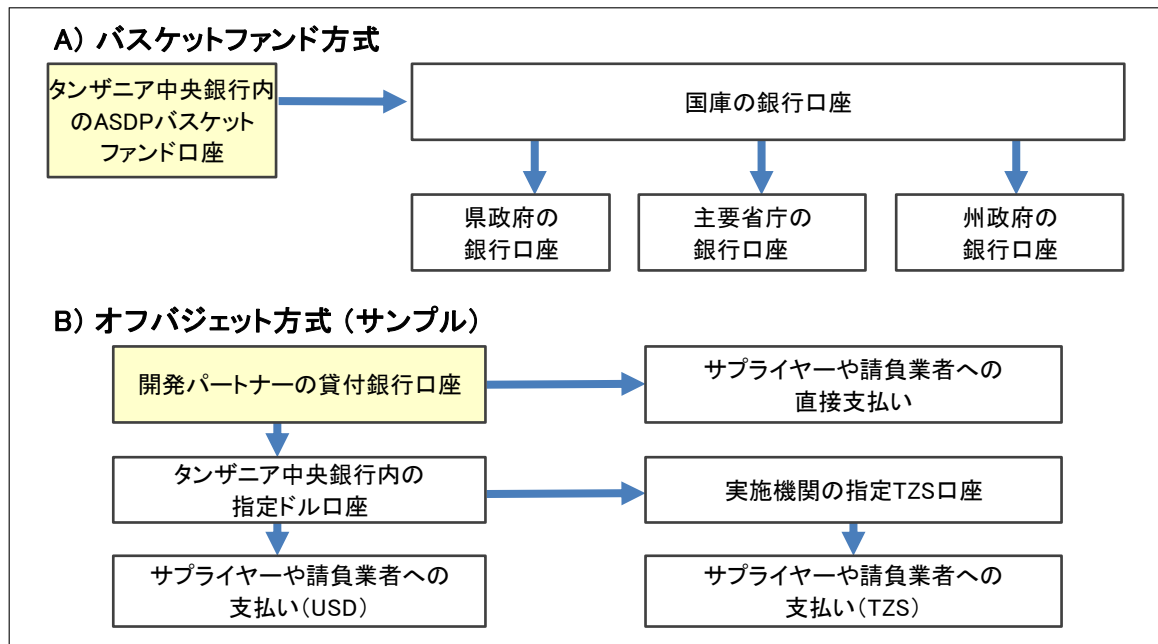 A）バスケットファンド方式
タンザニア中央銀行内
のASDPバスケット
ファンド口座
国庫の銀行口座
県政府の
銀行口座
主要省庁の
銀行口座
州政府の
銀行口座
B）オフバジェット方式（サンプル）
開発パートナーの貸付銀行口座
サプライヤーや請負業者への
直接支払い
タンザニア中央銀行内の
指定ドル口座
実施機関の指定TZS口座
サプライヤーや請負業者への
支払い（USD）
サプライヤーや請負業者への
支払い（TZS）